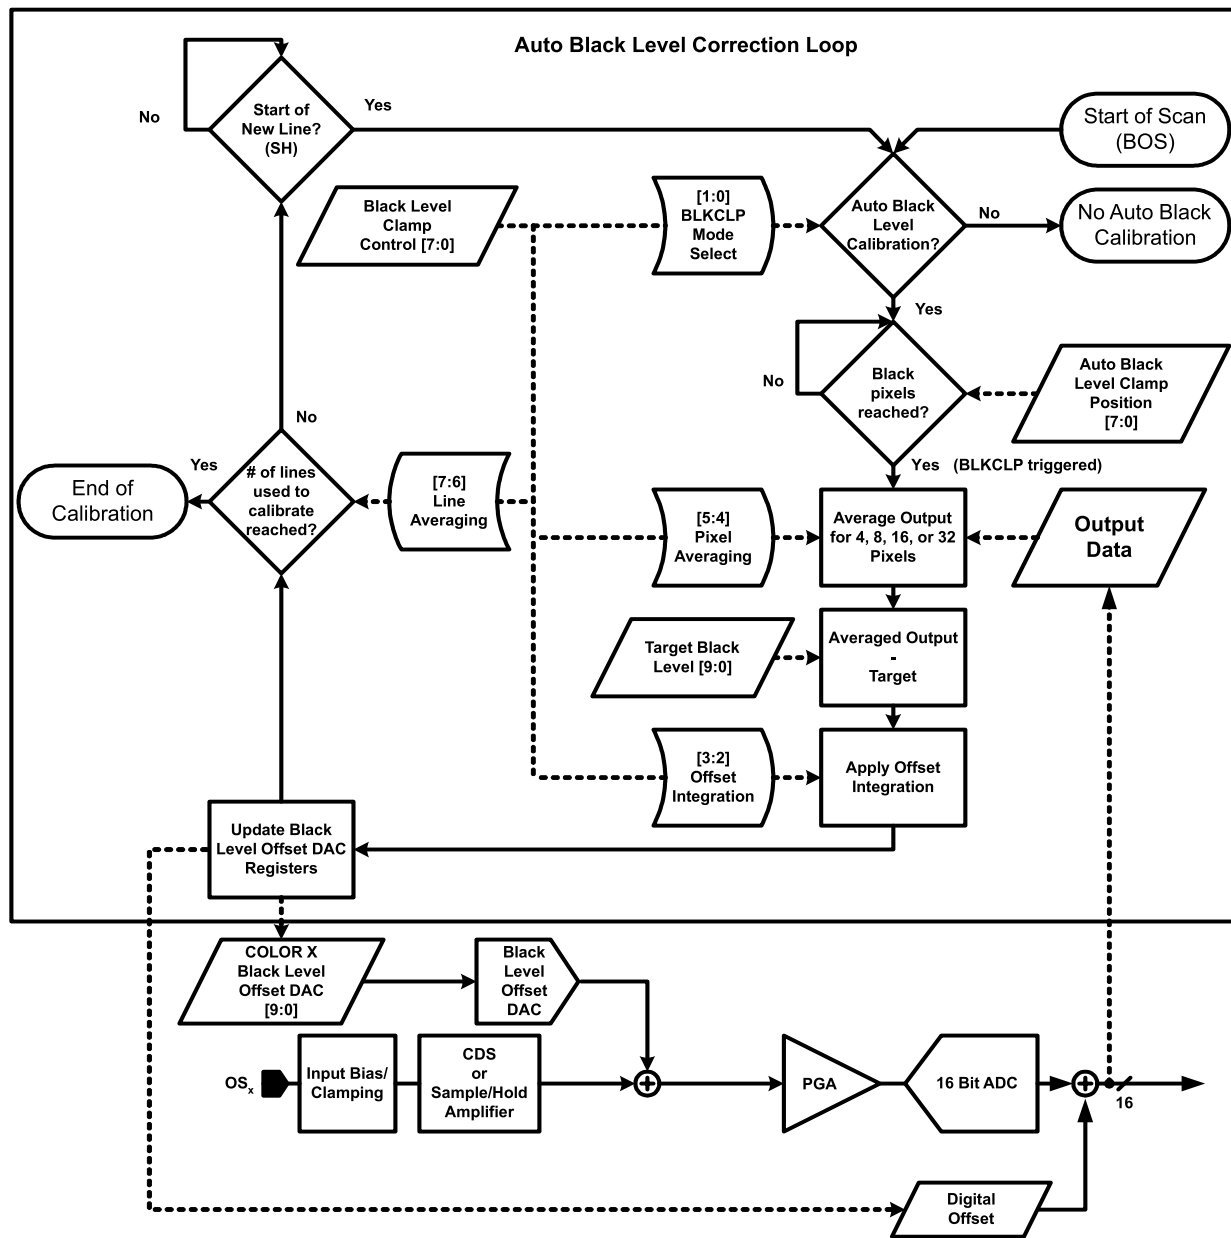 Auto Black Level Correction Loop
Start of
New Line?
(SH)
No
Yes
Start of Scan
(BOS)
Black Level
Clamp
Control [7:0]
[1:0]
BLKCLP
Mode
Select
Auto Black
Level
Calibration?
No
No Auto Black
Calibration
Yes
Black
pixels
reached?
No
Auto Black
Level Clamp
Position
[7:0]
Yes (BLKCLP triggered)
No
Yes
# of lines
used to
calibrate
reached?
End of
Calibration
[7:6]
Line
Averaging
[5:4]
Pixel
Averaging
Average Output
for 4, 8, 16, or 32
Pixels
Output
Data
Target Black
Level [9:0]
Averaged Output
-
Target
[3:2]
Offset
Integration
Apply Offset
Integration
Update Black
Level Offset DAC
Registers
COLOR X
Black Level
Offset DAC
[9:0]
Black
Level
Offset
DAC
OSx
Input Bias/
Clamping
CDS
or
Sample/Hold
Amplifier
PGA
16 Bit ADC
16
Digital
Offset